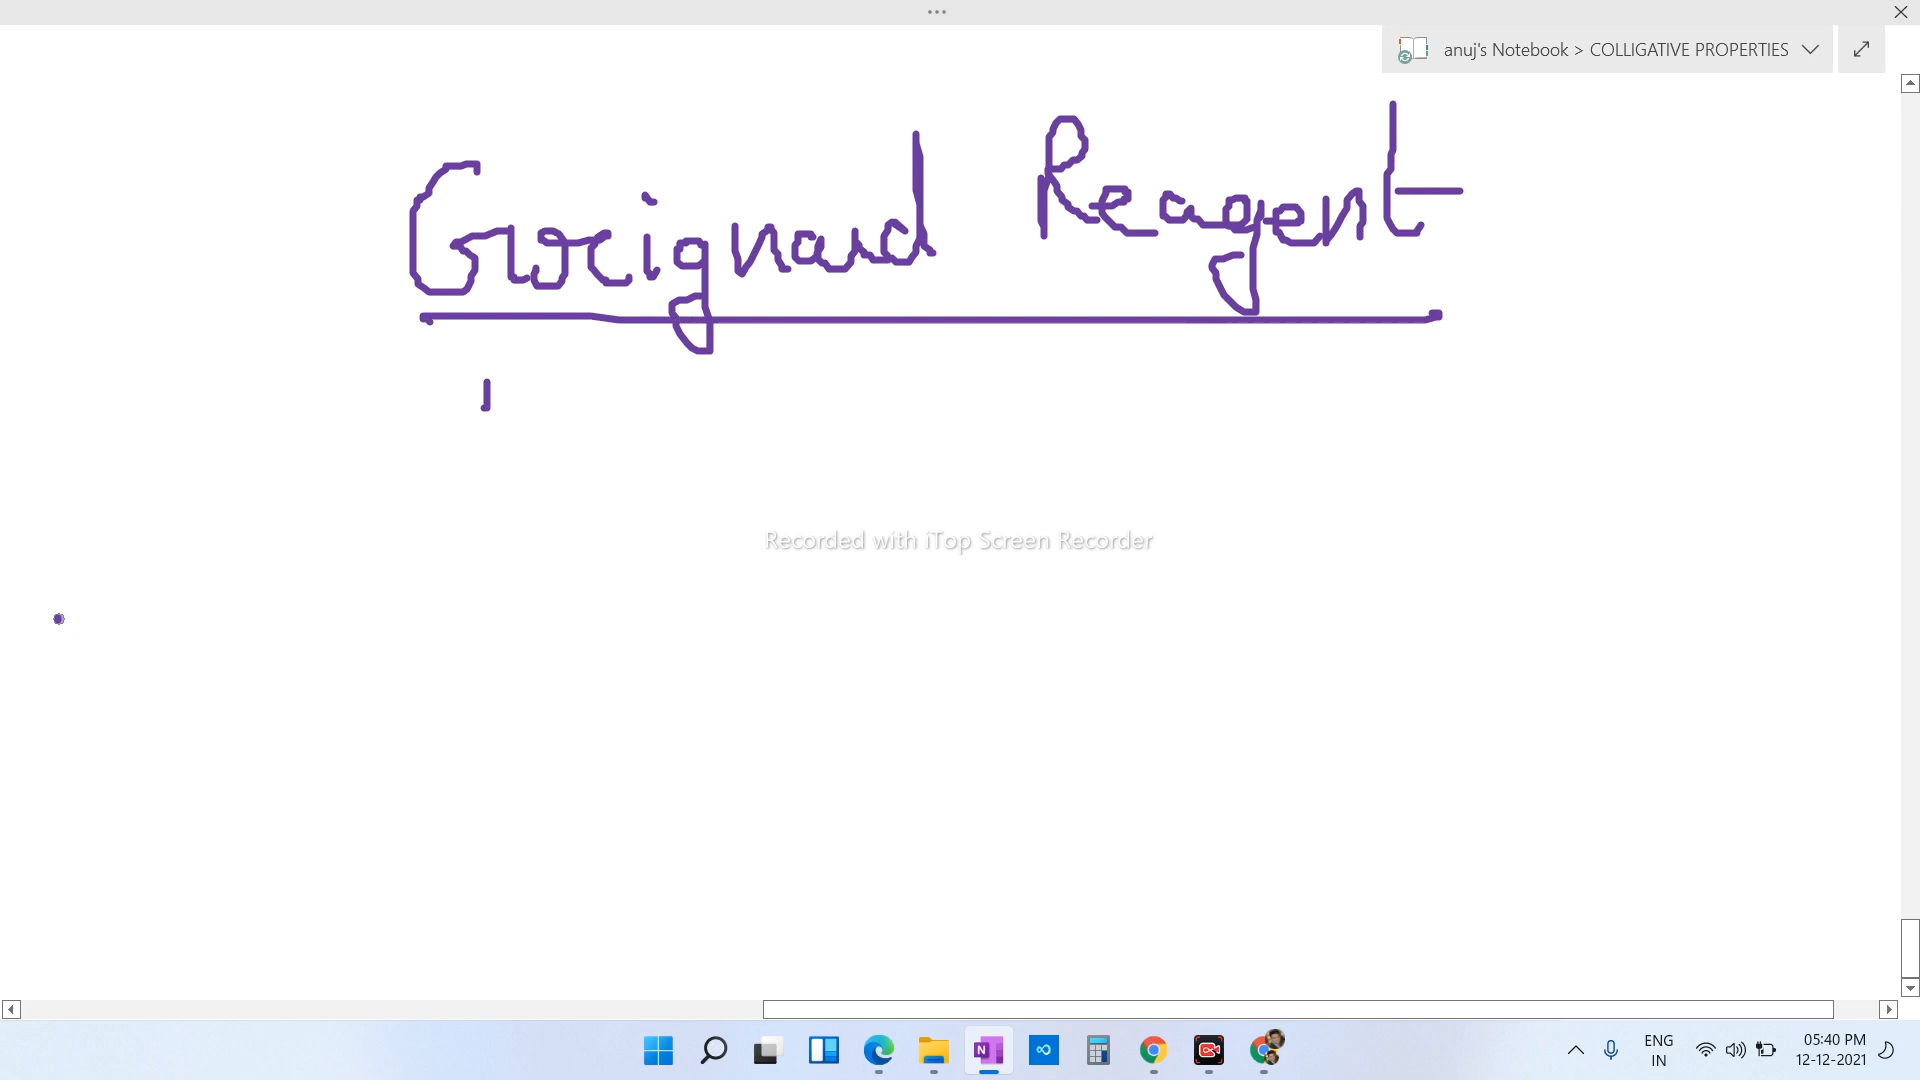 anuj's Notebook > COLLIGATIVE PROPERTIES
Grignard Reagent
Recorded with iTop Screen Recorder
ENG
IN
05:40 PM
12-12-2021